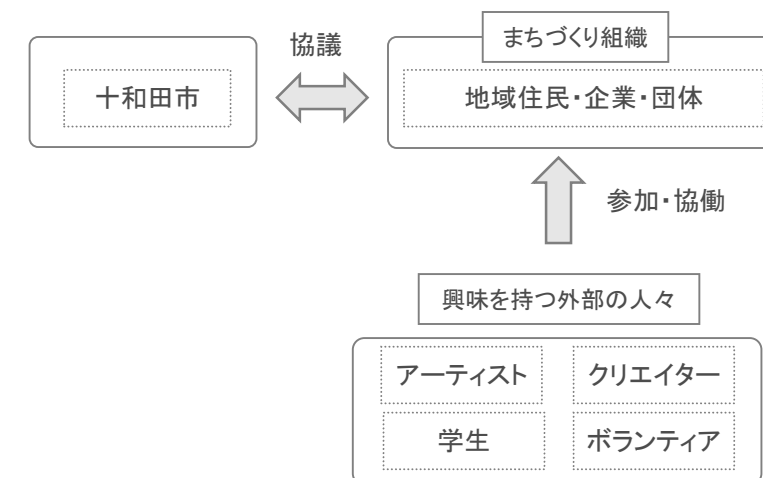 協議
まちづくり組織
十和田市
地域住民・企業・団体
参加・協働
興味を持つ外部の人々
アーティスト
クリエイター
学生
ボランティア